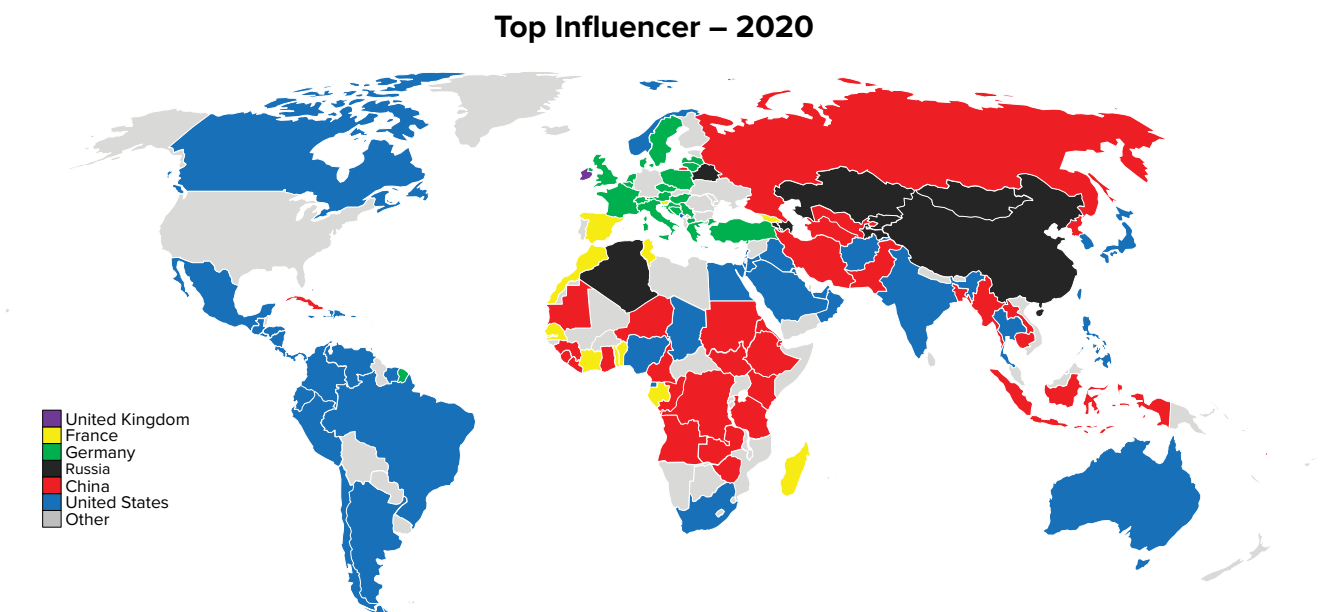 Top Influencer – 2020
United Kingdom
France
Germany
Russia
China
United States
Other